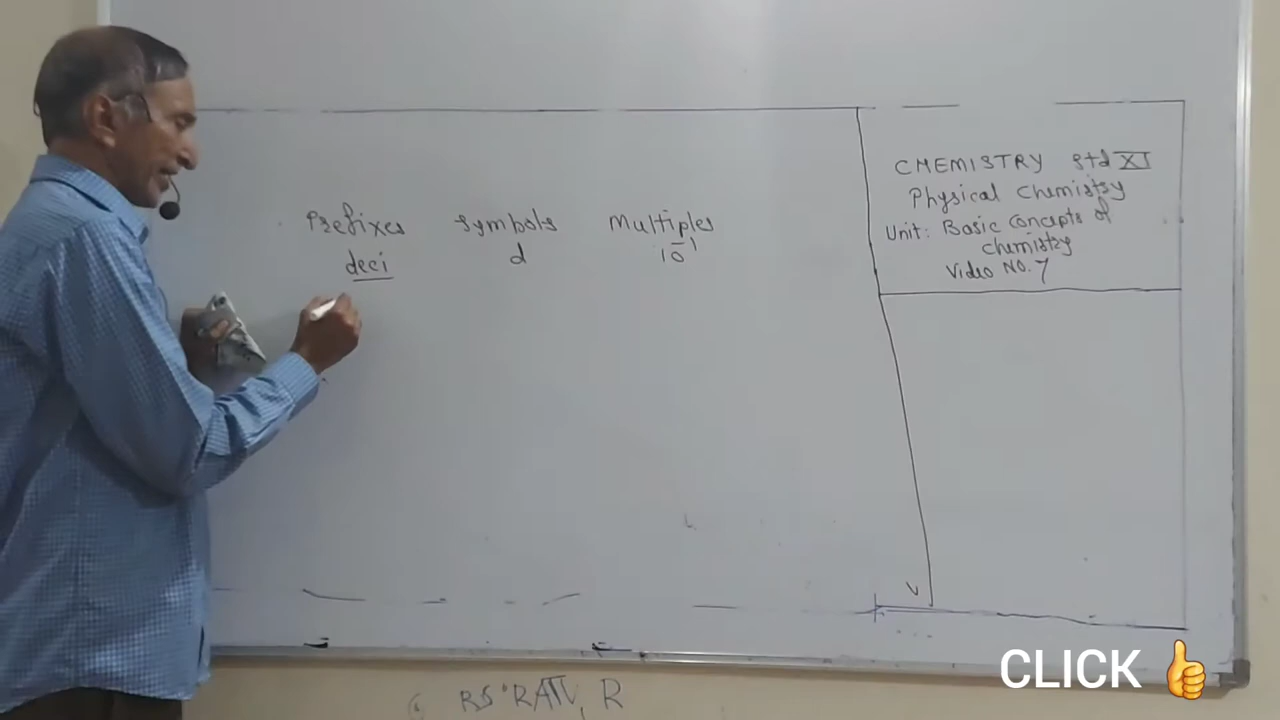 Prefixes Symbols Multiples
deci d 10⁻¹
CHEMISTRY Std XI
Physical Chemistry
Unit: Basic Concepts of
chemistry
Video No. 7
CLICK 👍